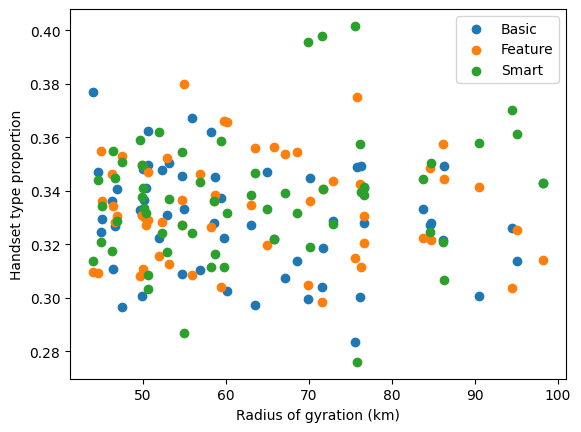 Basic
Feature
Smart
Handset type proportion
0.40
0.38
0.36
0.34
0.32
0.30
0.28
50 60 70 80 90 100
Radius of gyration (km)